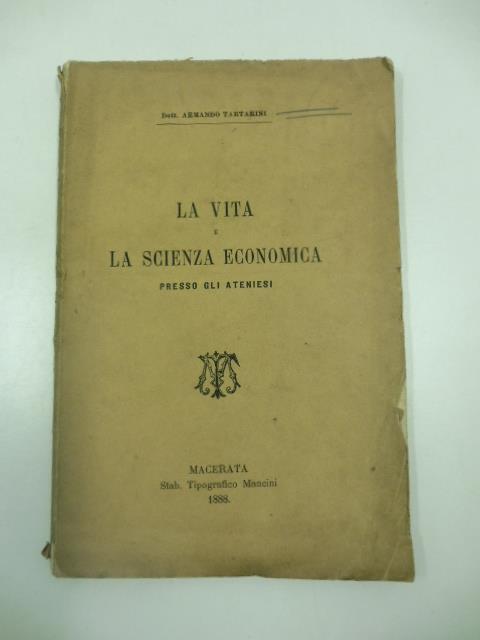 Dott. ARMANDO TARTARINI
LA VITA
E
LA SCIENZA ECONOMICA
PRESSO GLI ATENIESI
MACERATA
Stab. Tipografico Mancini
1888.